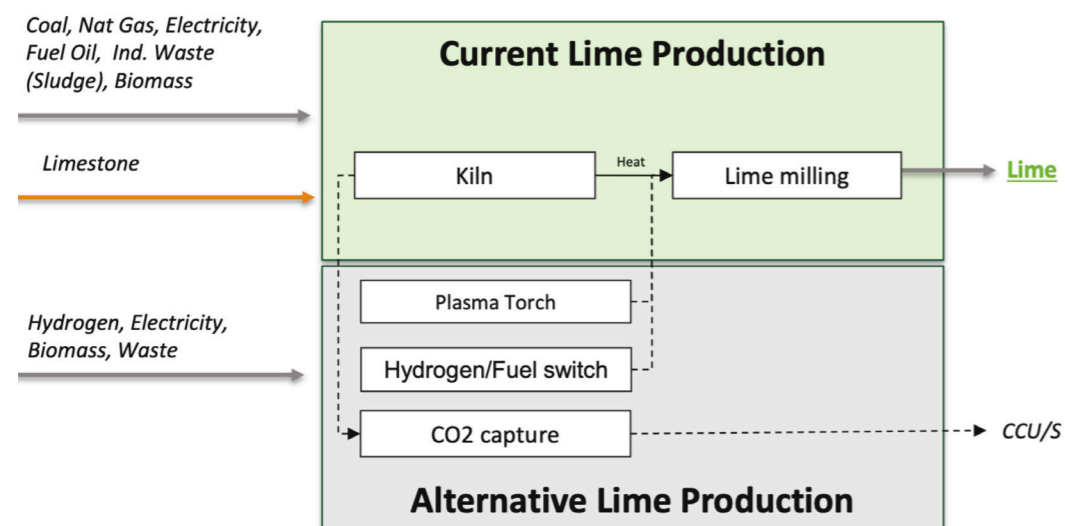 Coal, Nat Gas, Electricity,
Fuel Oil, Ind. Waste
(Sludge), Biomass
Current Lime Production
Limestone
Kiln
Heat
Lime milling
Lime
Plasma Torch
Hydrogen, Electricity,
Biomass, Waste
Hydrogen/Fuel switch
CO2 capture
CCU/S
Alternative Lime Production